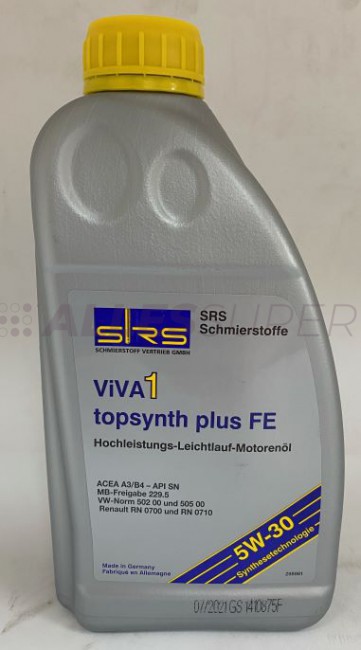 SRS
SCHMIERSTOFF VERTRIEB GMBH
SRS
Schmierstoffe
ViVA1
topsynth plus FE
Hochleistungs-Leichtlauf-Motorenöl
ACEA A3/B4 – API SN
MB-Freigabe 229.5
VW-Norm 502 00 und 505 00
Renault RN 0700 und RN 0710
5W-30
Synthesetechnologie
Made in Germany
Fabriqué en Allemagne
07/2021 GS1410875F